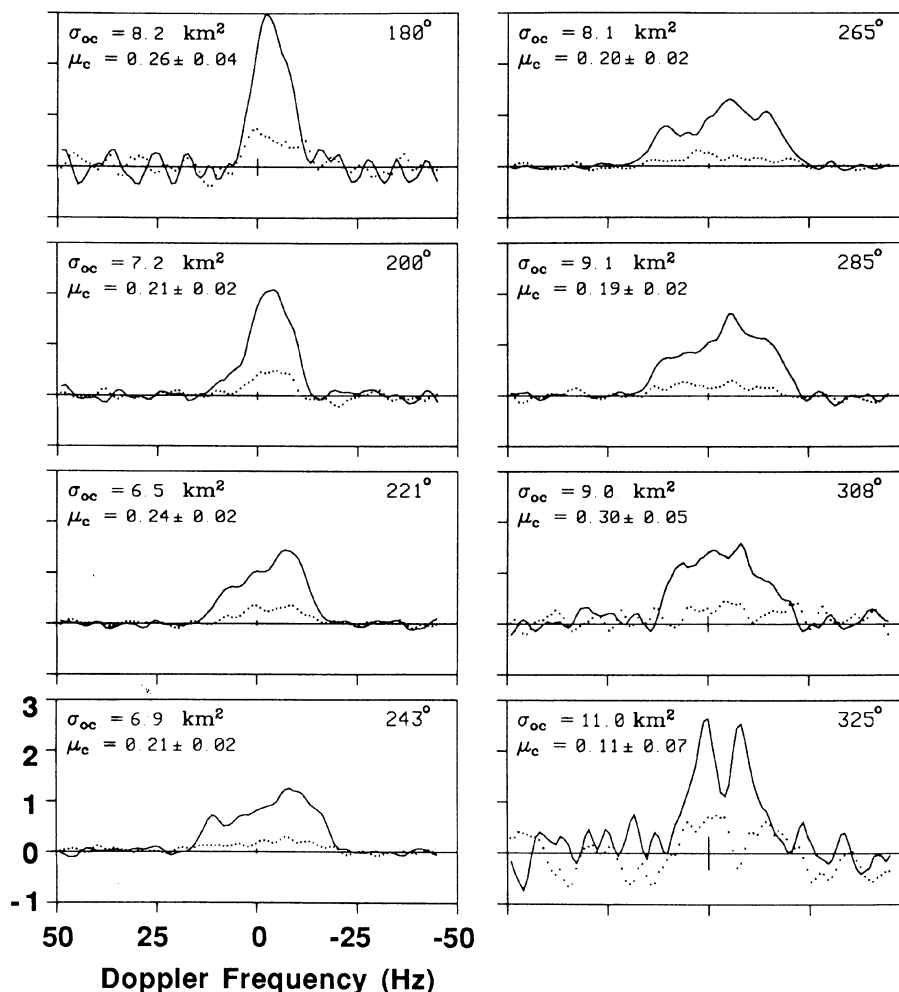 σoc = 8.2 km² 180°
μc = 0.26 ± 0.04
σoc = 8.1 km² 265°
μc = 0.20 ± 0.02
σoc = 7.2 km² 200°
μc = 0.21 ± 0.02
σoc = 9.1 km² 285°
μc = 0.19 ± 0.02
σoc = 6.5 km² 221°
μc = 0.24 ± 0.02
σoc = 9.0 km² 308°
μc = 0.30 ± 0.05
σoc = 6.9 km² 243°
μc = 0.21 ± 0.02
σoc = 11.0 km² 325°
μc = 0.11 ± 0.07
3
2
1
0
-1
50 25 0 -25 -50
Doppler Frequency (Hz)